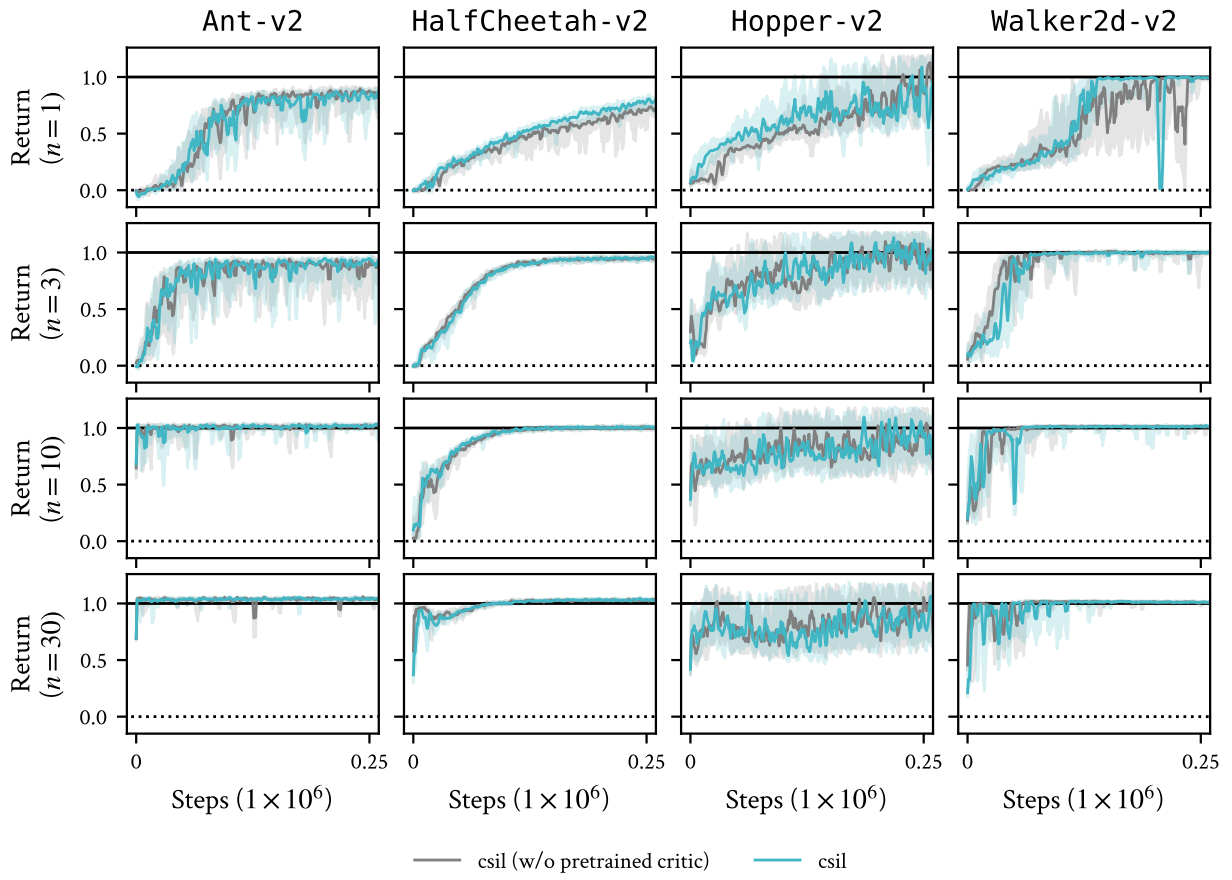 Ant-v2 HalfCheetah-v2 Hopper-v2 Walker2d-v2
Return
(n = 1)
1.0
0.5
0.0
Return
(n = 3)
1.0
0.5
0.0
Return
(n = 10)
1.0
0.5
0.0
Return
(n = 30)
1.0
0.5
0.0
0 0.25 0 0.25 0 0.25 0 0.25
Steps (1×10⁶) Steps (1×10⁶) Steps (1×10⁶) Steps (1×10⁶)
csil (w/o pretrained critic) csil